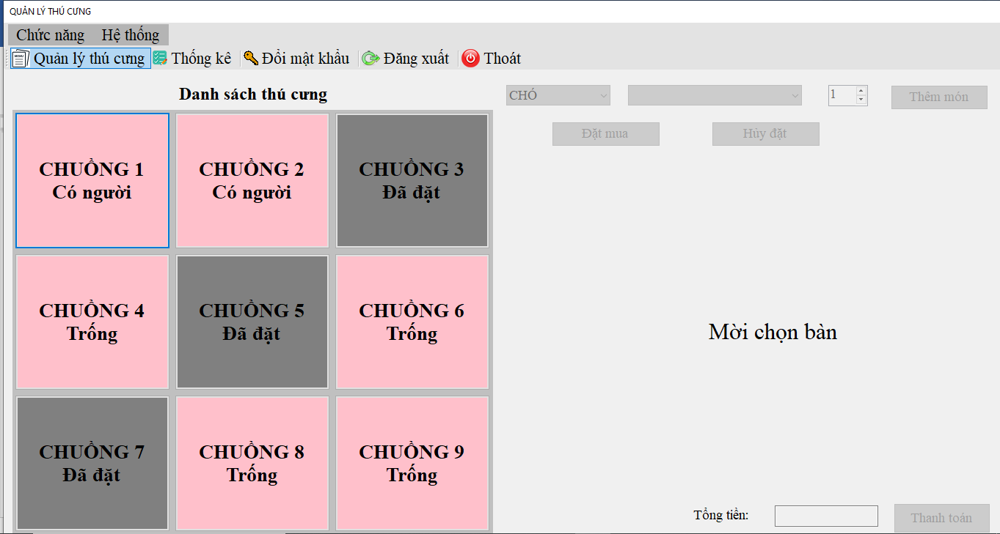 QUẢN LÝ THÚ CƯNG
Chức năng Hệ thống
MENU Quản lý thú cưng Thống kê Đổi mật khẩu Đăng xuất Thoát
Danh sách thú cưng
CHÓ 1 Thêm món
Đặt mua Hủy đặt
CHUỒNG 1
Có người
CHUỒNG 2
Có người
CHUỒNG 3
Đã đặt
CHUỒNG 4
Trống
CHUỒNG 5
Đã đặt
CHUỒNG 6
Trống
CHUỒNG 7
Đã đặt
CHUỒNG 8
Trống
CHUỒNG 9
Trống
Mời chọn bàn
Tổng tiền: Thanh toán